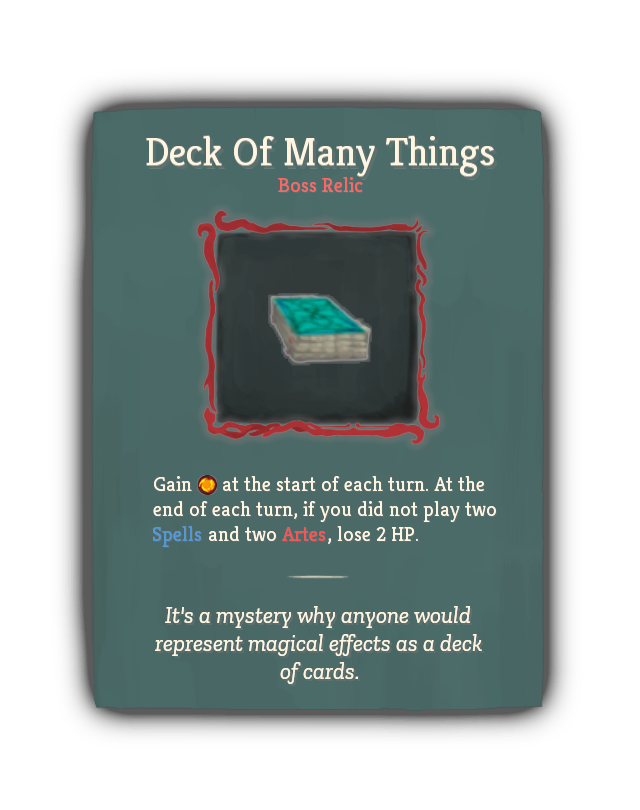 Deck Of Many Things
Boss Relic
Gain at the start of each turn. At the
end of each turn, if you did not play two
Spells and two Artes, lose 2 HP.
It's a mystery why anyone would
represent magical effects as a deck
of cards.